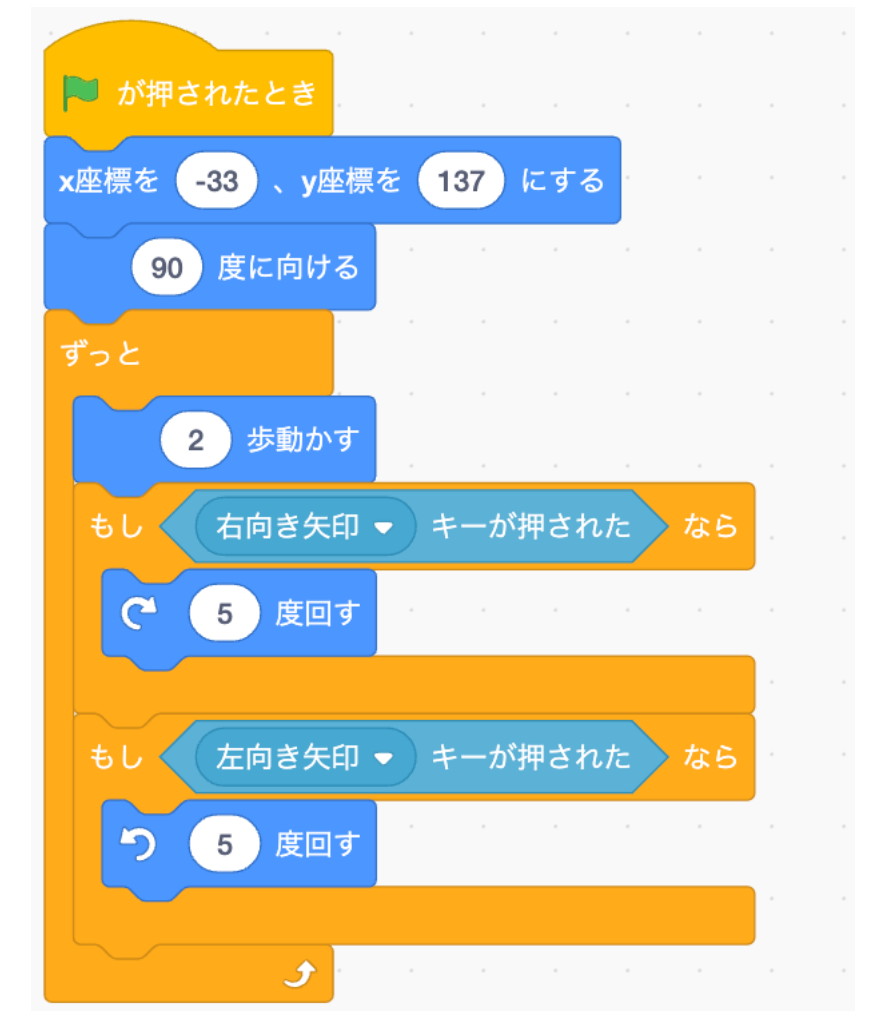 が押されたとき
x座標を -33 、y座標を 137 にする
90 度に向ける
ずっと
2 歩動かす
もし 右向き矢印 キーが押された なら
5 度回す
もし 左向き矢印 キーが押された なら
5 度回す